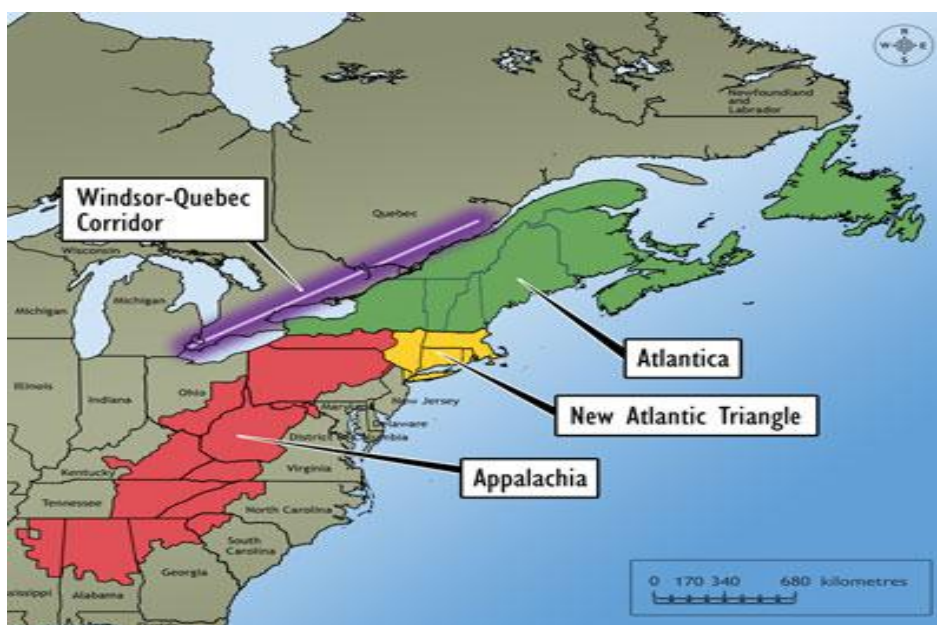 N
W E
S
Newfoundland
and
Labrador
Windsor-Quebec
Corridor
Quebec
Wisconsin
Michigan
Michigan
Atlantica
Illinois
Indiana
Ohio
New Jersey
Delaware
New Atlantic Triangle
Kentucky
Virginia
Appalachia
Tennessee
North Carolina
South
Carolina
Georgia
Alabama
0 170 340 680 kilometres